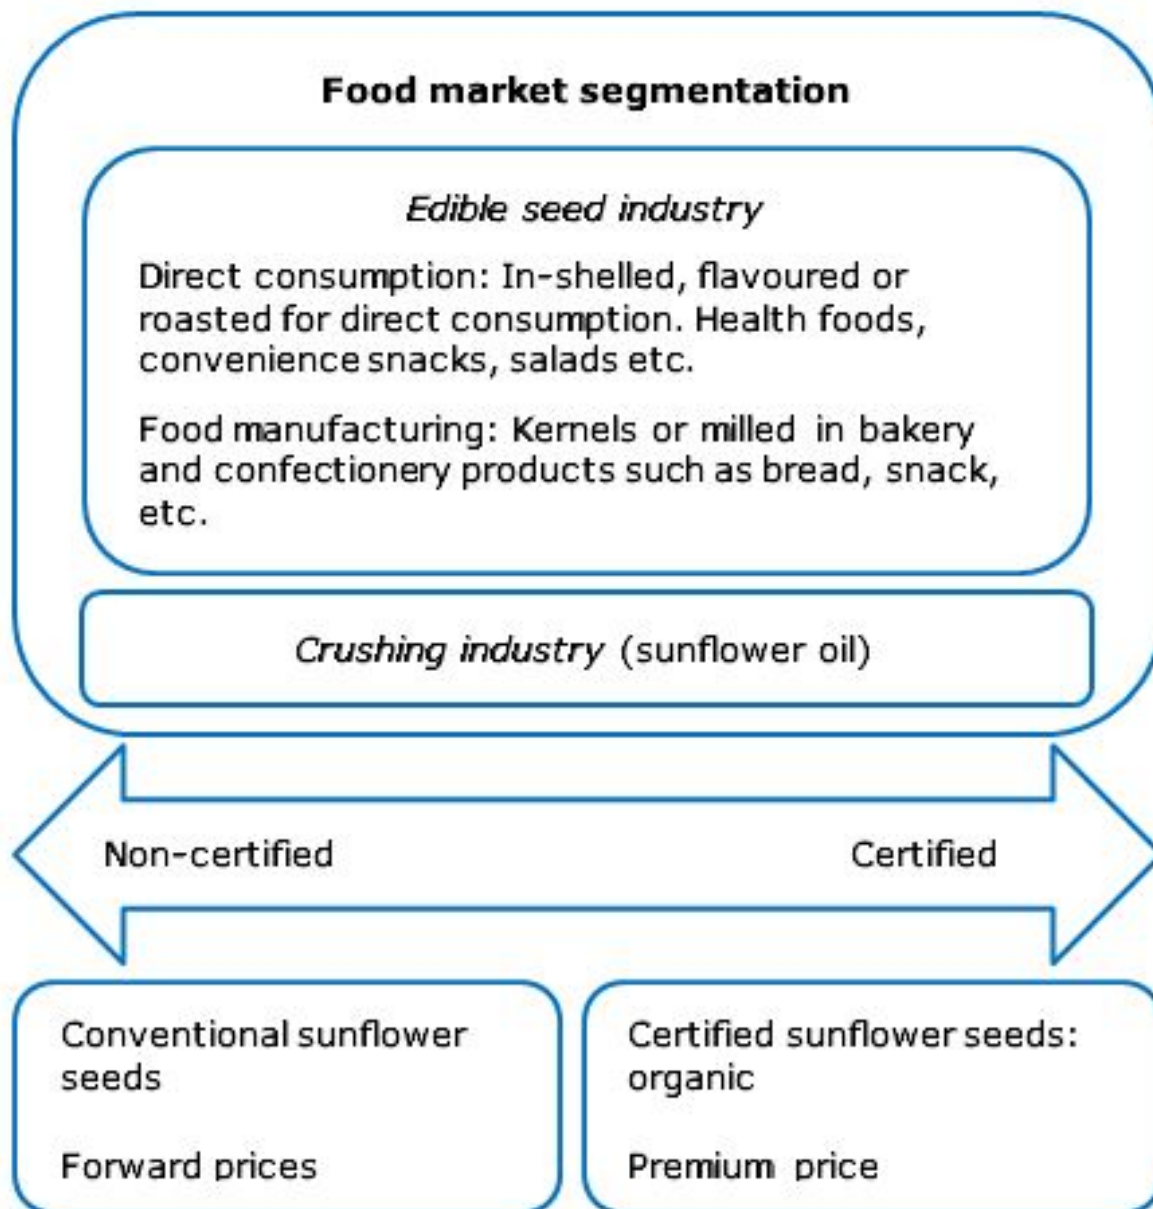 Food market segmentation
Edible seed industry
Direct consumption: In-shelled, flavoured or
roasted for direct consumption. Health foods,
convenience snacks, salads etc.
Food manufacturing: Kernels or milled in bakery
and confectionery products such as bread, snack,
etc.
Crushing industry (sunflower oil)
Non-certified
Certified
Conventional sunflower
seeds
Forward prices
Certified sunflower seeds:
organic
Premium price